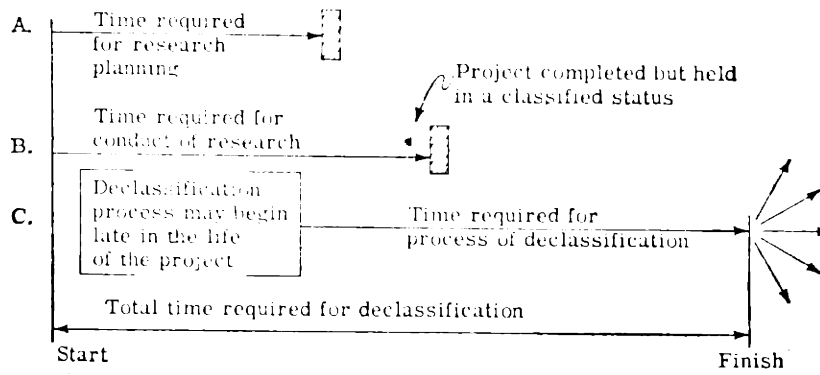 A. Time required
for research
planning
Project completed but held
in a classified status
Time required for
B. conduct of research
Declassification
process may begin
late in the life
of the project
C. Time required for
process of declassification
Total time required for declassification
Start
Finish